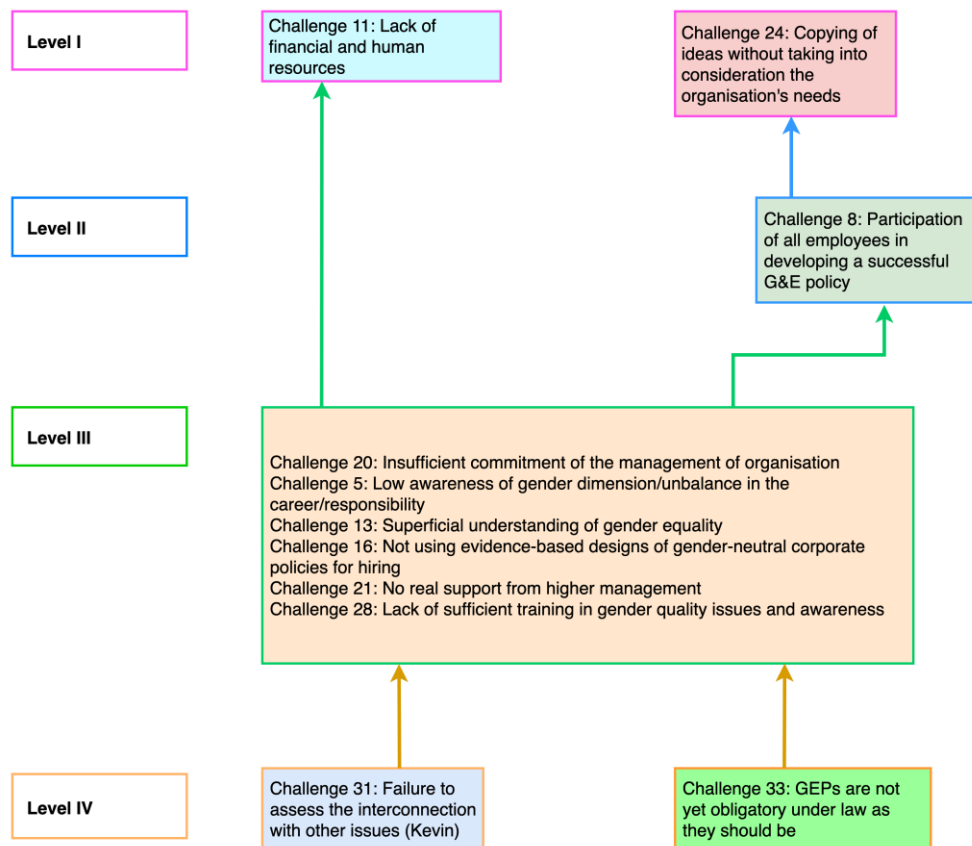 Level I
Challenge 11: Lack of
financial and human
resources
Challenge 24: Copying of
ideas without taking into
consideration the
organisation's needs
Level II
Challenge 8: Participation
of all employees in
developing a successful
G&E policy
Level III
Challenge 20: Insufficient commitment of the management of organisation
Challenge 5: Low awareness of gender dimension/unbalance in the
career/responsibility
Challenge 13: Superficial understanding of gender equality
Challenge 16: Not using evidence-based designs of gender-neutral corporate
policies for hiring
Challenge 21: No real support from higher management
Challenge 28: Lack of sufficient training in gender quality issues and awareness
Level IV
Challenge 31: Failure to
assess the interconnection
with other issues (Kevin)
Challenge 33: GEPs are not
yet obligatory under law as
they should be